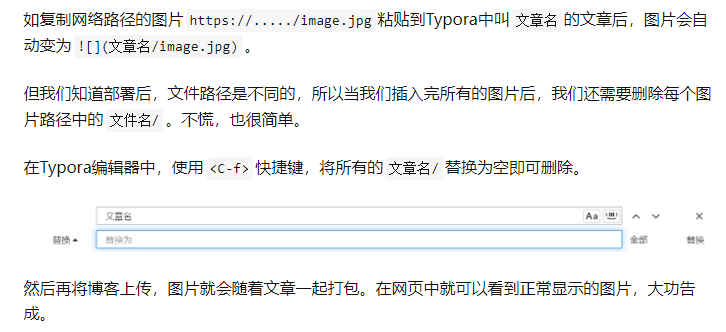 如复制网络路径的图片 https://...../image.jpg 粘贴到Typora中叫 文章名 的文章后，图片会自
动变为 ![](文章名/image.jpg) 。
但我们知道部署后，文件路径是不同的，所以当我们插入完所有的图片后，我们还需要删除每个图
片路径中的 文件名/ 。不慌，也很简单。
在Typora编辑器中，使用 <C-f> 快捷键，将所有的 文章名/ 替换为空即可删除。
文章名 Aa
替换 替换为 全部 替换
然后再将博客上传，图片就会随着文章一起打包。在网页中就可以看到正常显示的图片，大功告
成。